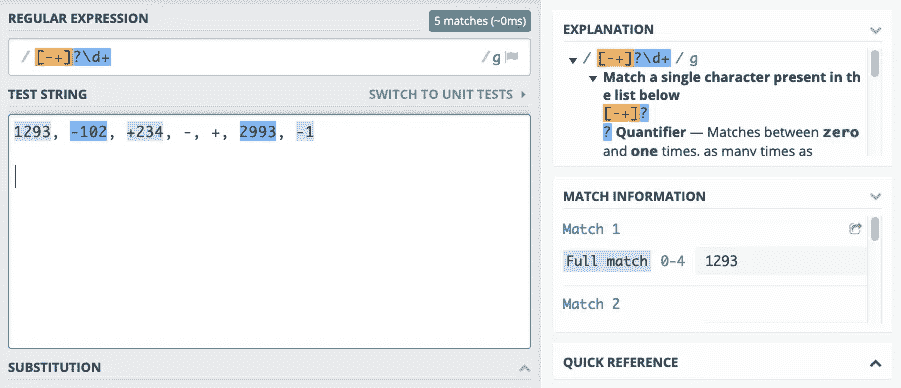 REGULAR EXPRESSION
5 matches (~0ms)
/ [-+]?\d+
/ g
TEST STRING
SWITCH TO UNIT TESTS
1293, -102, +234, -, +, 2993, -1
SUBSTITUTION
EXPLANATION
/ [-+]?\d+ / g
Match a single character present in th
e list below
[-+]?
? Quantifier — Matches between zero
and one times, as many times as
MATCH INFORMATION
Match 1
Full match 0-4 1293
Match 2
QUICK REFERENCE